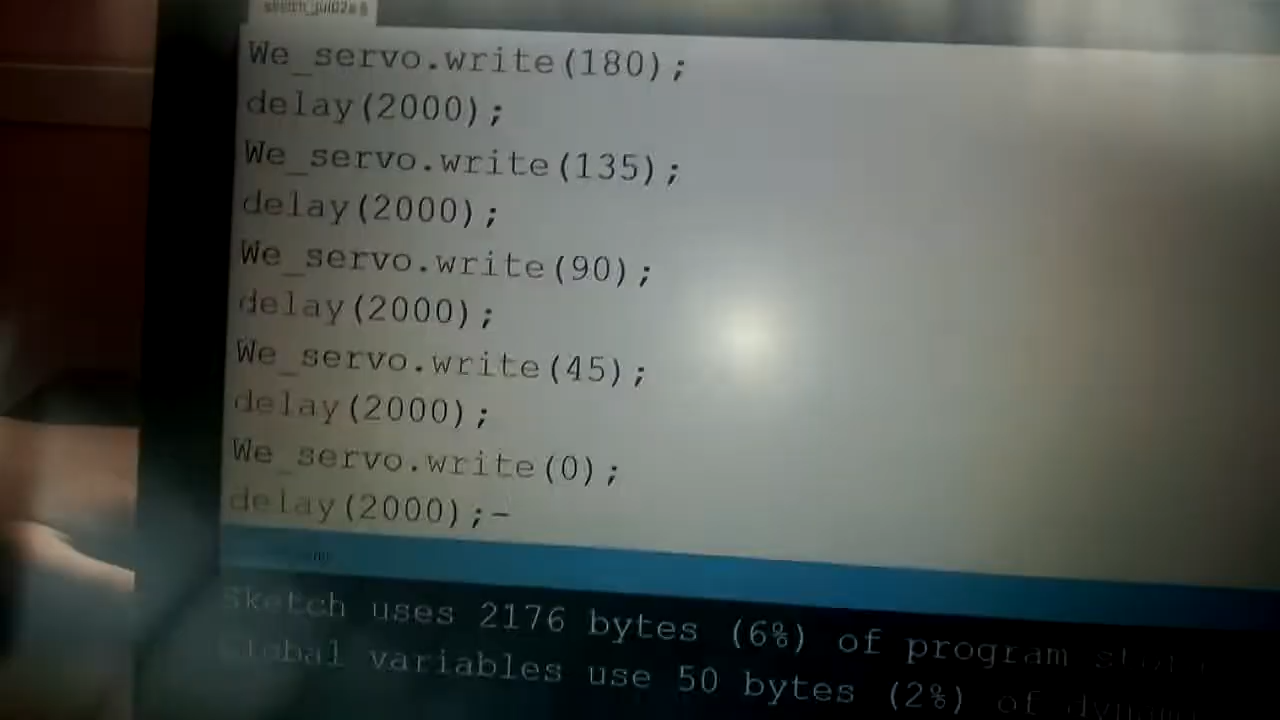 We_servo.write(180);
delay(2000);
We_servo.write(135);
delay(2000);
We_servo.write(90);
delay(2000);
We_servo.write(45);
delay(2000);
We_servo.write(0);
delay(2000);-
Sketch uses 2176 bytes (6%) of program
Global variables use 50 bytes (2%) of